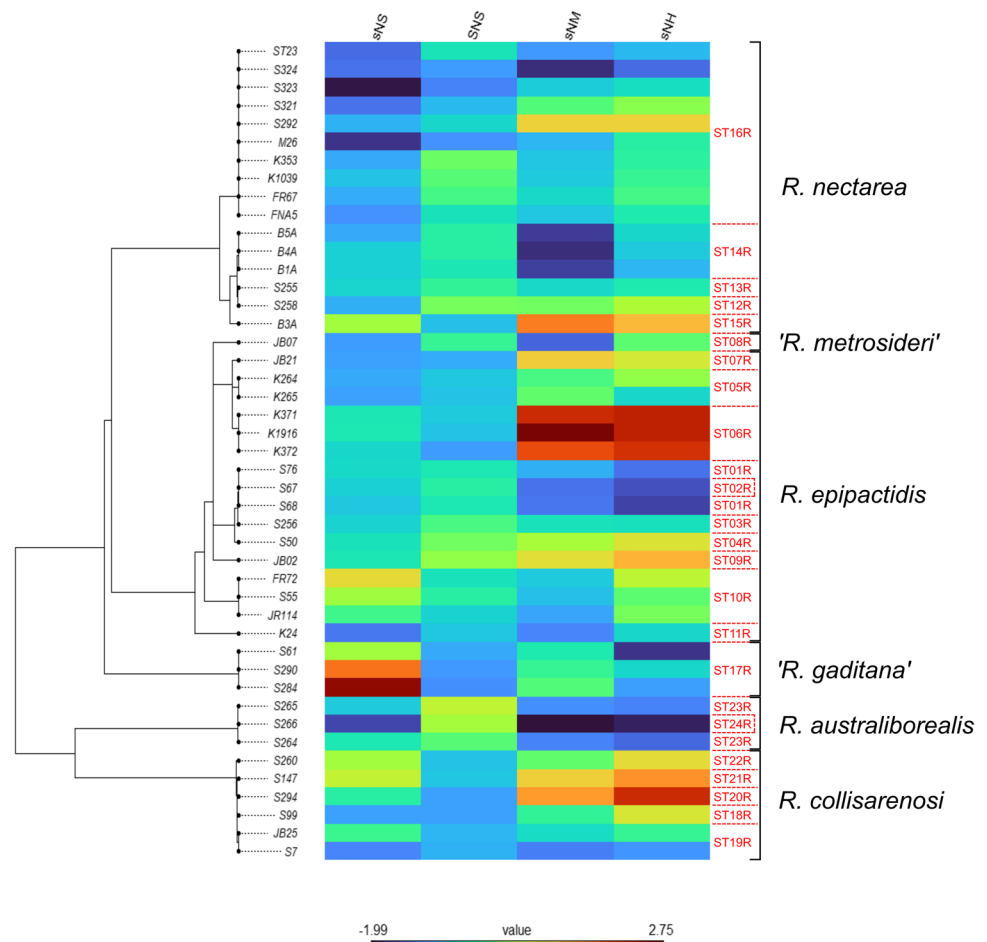 sNS SNS sNM sNH
ST23
S324
S323
S321
S292
M26
K353
K1039
FR67
FNA5
ST16R
R. nectarea
B5A
B4A
B1A
ST14R
S255 ST13R
S258 ST12R
B3A ST15R
JB07 ST08R 'R. metrosideri'
JB21 ST07R
K264
K265
ST05R
K371
K1916
K372
ST06R
S76 ST01R
S67 ST02R
R. epipactidis
S68 ST01R
S256 ST03R
S50 ST04R
JB02 ST09R
FR72
S55
JR114
ST10R
K24 ST11R
S61
S290
S284
ST17R
'R. gaditana'
S265 ST23R
S266 ST24R
R. australiborealis
S264 ST23R
S260 ST22R
S147 ST21R
S294 ST20R
R. collisarenosi
S99 ST18R
JB25
S7
ST19R
-1.99 value 2.75